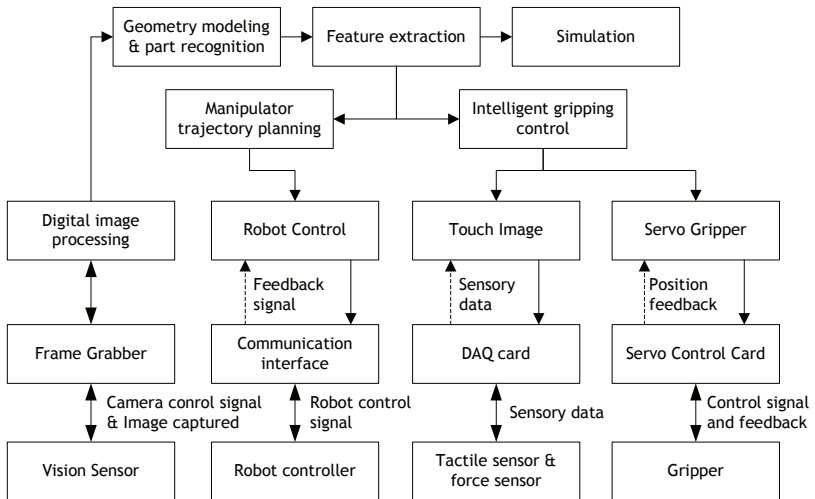 Geometry modeling
& part recognition
Feature extraction
Simulation
Manipulator
trajectory planning
Intelligent gripping
control
Digital image
processing
Robot Control
Touch Image
Servo Gripper
Feedback
signal
Sensory
data
Position
feedback
Frame Grabber
Communication
interface
DAQ card
Servo Control Card
Camera conrol signal
& Image captured
Robot control
signal
Sensory data
Control signal
and feedback
Vision Sensor
Robot controller
Tactile sensor &
force sensor
Gripper